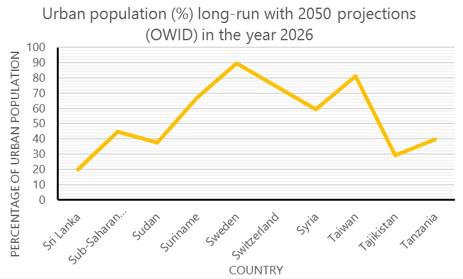 Urban population (%) long-run with 2050 projections
(OWID) in the year 2026
PERCENTAGE OF URBAN POPULATION
100
90
80
70
60
50
40
30
20
10
0
Sri Lanka
Sub-Saharan...
Sudan
Suriname
Sweden
Switzerland
Syria
Taiwan
Tajikistan
Tanzania
COUNTRY